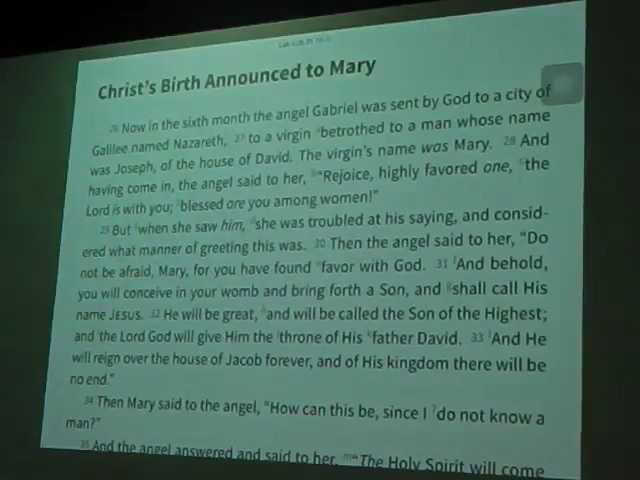 Christ's Birth Announced to Mary
26 Now in the sixth month the angel Gabriel was sent by God to a city of
Galilee named Nazareth, 27 to a virgin betrothed to a man whose name
was Joseph, of the house of David. The virgin's name was Mary. 28 And
having come in, the angel said to her, "Rejoice, highly favored one, the
Lord is with you; blessed are you among women!"
29 But when she saw him, she was troubled at his saying, and consid-
ered what manner of greeting this was. 30 Then the angel said to her, "Do
not be afraid, Mary, for you have found favor with God. 31 And behold,
you will conceive in your womb and bring forth a Son, and shall call His
name JESUS. 32 He will be great, and will be called the Son of the Highest;
and the Lord God will give Him the throne of His father David. 33 And He
will reign over the house of Jacob forever, and of His kingdom there will be
no end."
34 Then Mary said to the angel, "How can this be, since I do not know a
man?"
35 And the angel answered and said to her, "The Holy Spirit will come